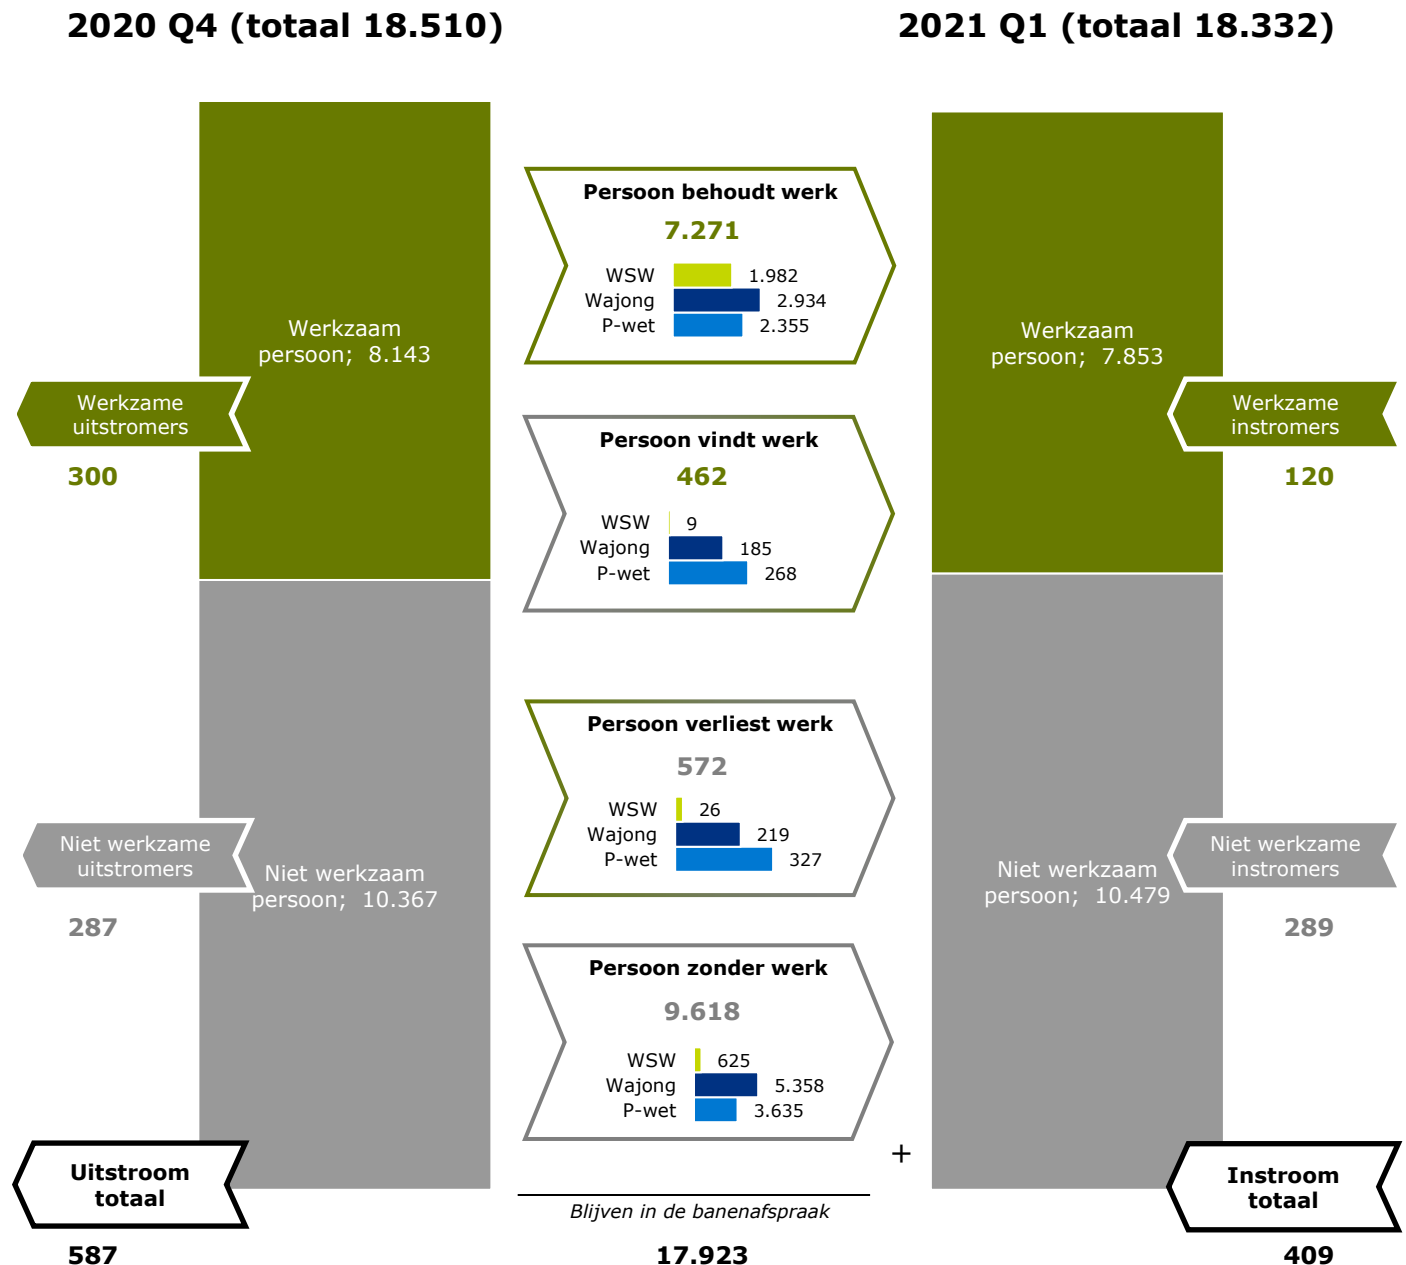 2020 Q4 (totaal 18.510)
2021 Q1 (totaal 18.332)
Werkzaam
persoon;  8.143
Werkzame
uitstromers
300
Niet werkzaam
persoon;  10.367
Niet werkzame
uitstromers
287
Uitstroom
totaal
587
Persoon behoudt werk
7.271
WSW 1.982
Wajong 2.934
P-wet 2.355
Persoon vindt werk
462
WSW 9
Wajong 185
P-wet 268
Persoon verliest werk
572
WSW 26
Wajong 219
P-wet 327
Persoon zonder werk
9.618
WSW 625
Wajong 5.358
P-wet 3.635
+
Blijven in de banenafspraak
17.923
Werkzaam
persoon;  7.853
Werkzame
instromers
120
Niet werkzaam
persoon;  10.479
Niet werkzame
instromers
289
Instroom
totaal
409